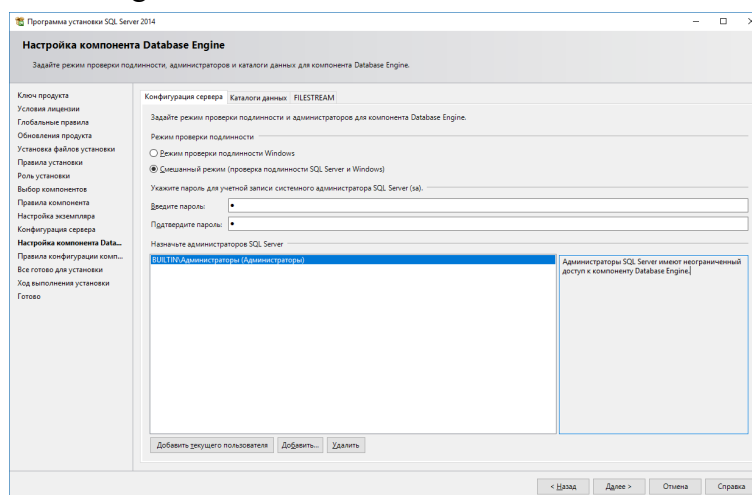 Программа установки SQL Server 2014
Настройка компонента Database Engine
Задайте режим проверки подлинности, администраторов и каталоги данных для компонента Database Engine.
Ключ продукта
Условия лицензии
Глобальные правила
Обновления продукта
Установка файлов установки
Правила установки
Роль установки
Выбор компонентов
Правила компонента
Настройка экземпляра
Конфигурация сервера
Настройка компонента Data...
Правила конфигурации комп...
Все готово для установки
Ход выполнения установки
Готово
Конфигурация сервера Каталоги данных FILESTREAM
Задайте режим проверки подлинности и администраторов для компонента Database Engine.
Режим проверки подлинности
Режим проверки подлинности Windows
Смешанный режим (проверка подлинности SQL Server и Windows)
Укажите пароль для учетной записи системного администратора SQL Server (sa).
Введите пароль: •
Подтвердите пароль: •
Назначьте администраторов SQL Server
BUILTIN\Администраторы (Администраторы)
Администраторы SQL Server имеют неограниченный
доступ к компоненту Database Engine.
Добавить текущего пользователя Добавить... Удалить
< Назад Далее > Отмена Справка